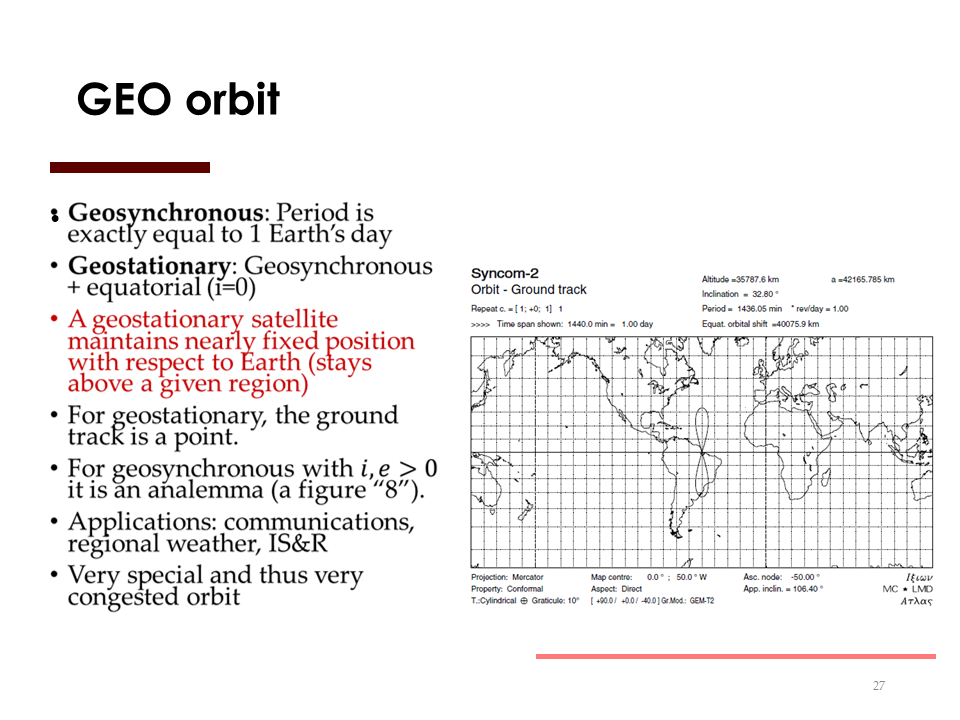 GEO orbit
• Geosynchronous: Period is
exactly equal to 1 Earth's day
• Geostationary: Geosynchronous
+ equatorial (i=0)
• A geostationary satellite
maintains nearly fixed position
with respect to Earth (stays
above a given region)
• For geostationary, the ground
track is a point.
• For geosynchronous with 𝑖, 𝑒 > 0
it is an analemma (a figure “8”).
• Applications: communications,
regional weather, IS&R
• Very special and thus very
congested orbit
Syncom-2
Orbit - Ground track
Repeat c. = [ 1; +0; 1] 1
>>>> Time span shown: 1440.0 min = 1.00 day
Altitude =35787.6 km a =42165.785 km
Inclination = 32.80 °
Period = 1436.05 min * rev/day = 1.00
Equat. orbital shift =40075.9 km
Projection: Mercator Map centre: 0.0 ° ; 50.0 ° W Asc. node: -50.00 ° Ιξιων
Property: Conformal Aspect: Direct App. inclin. = 106.40 ° MC ★ LMD
T.:Cylindrical ⊕ Graticule: 10° [ +90.0 / +0.0 / -40.0 ] Gr.Mod.: GEM-T2 Ατλας
27